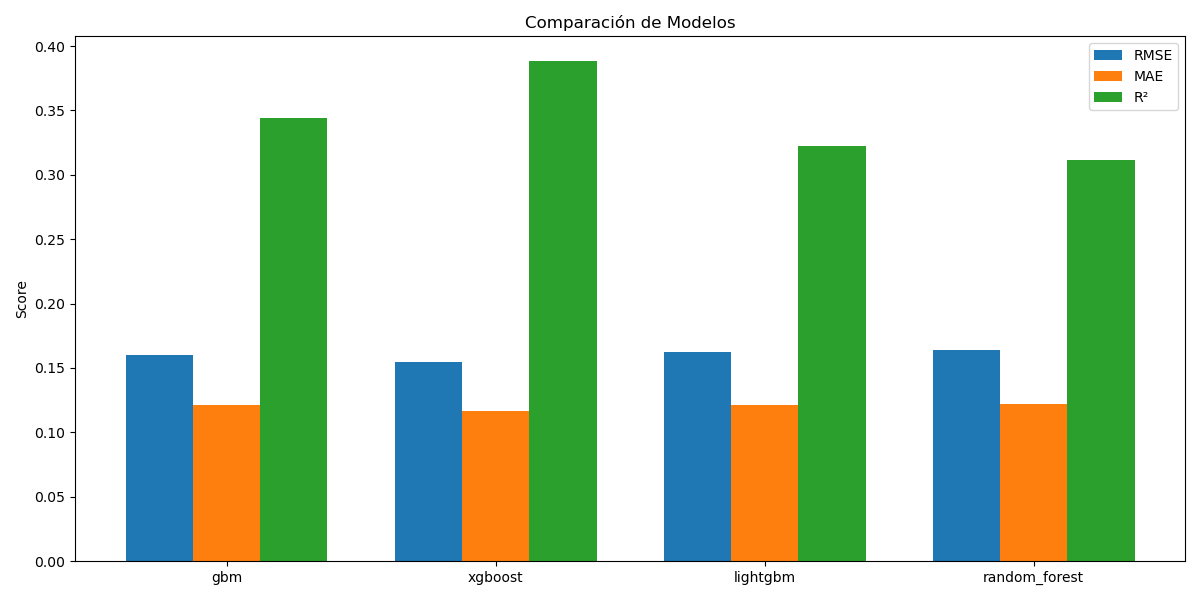 Comparación de Modelos
RMSE
MAE
R²
Score
0.40
0.35
0.30
0.25
0.20
0.15
0.10
0.05
0.00
gbm
xgboost
lightgbm
random_forest